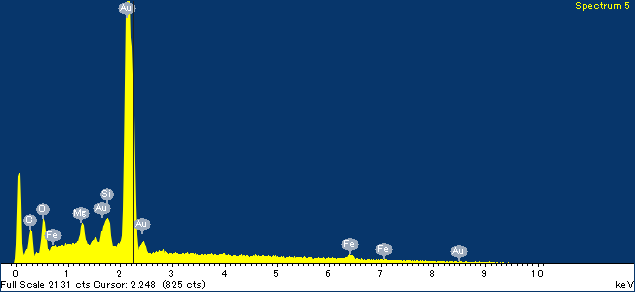 Spectrum 5
Au
Si
Au
Mg
O
C
Fe
Au
Fe
Fe
Au
0 1 2 3 4 5 6 7 8 9 10
Full Scale 2131 cts Cursor: 2.248 (825 cts) keV